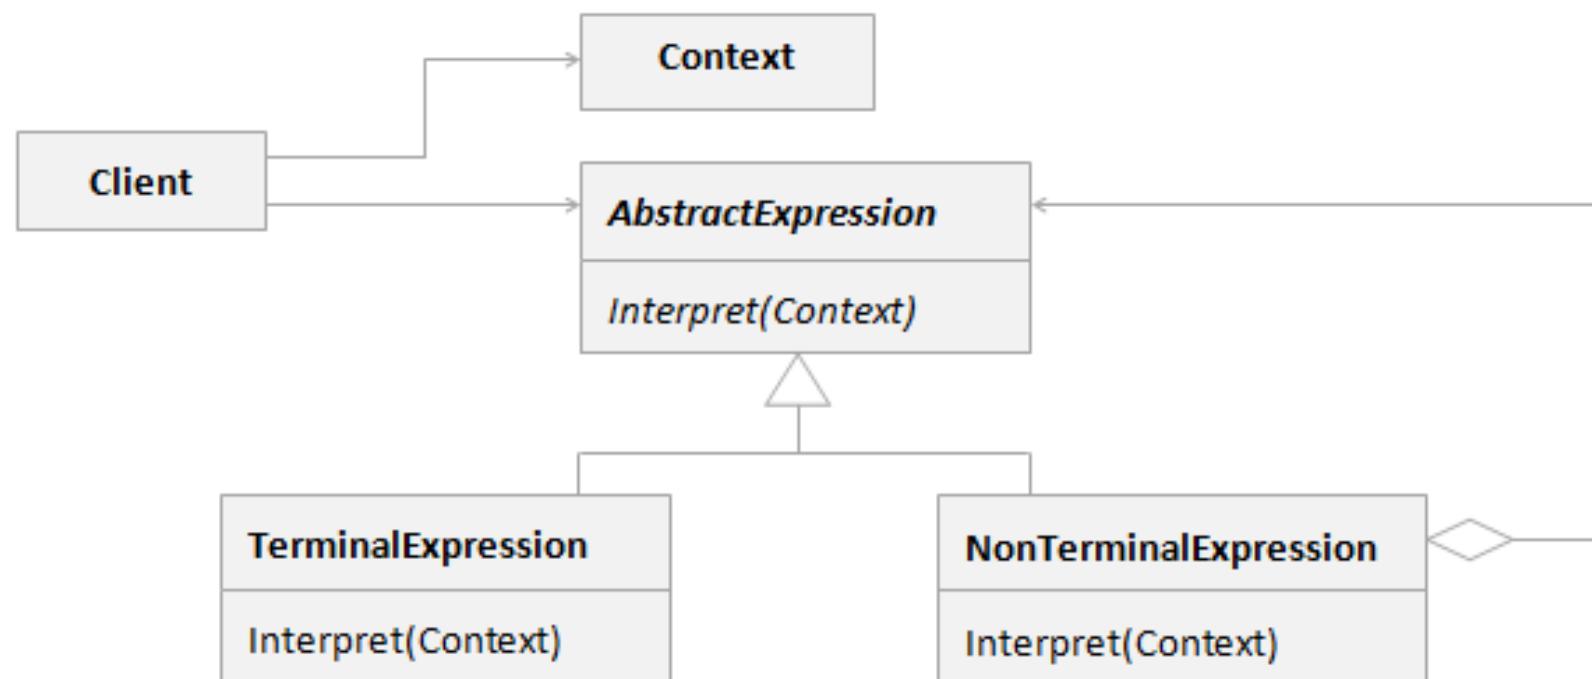 Context
Client
AbstractExpression
Interpret(Context)
TerminalExpression
NonTerminalExpression
Interpret(Context)
Interpret(Context)